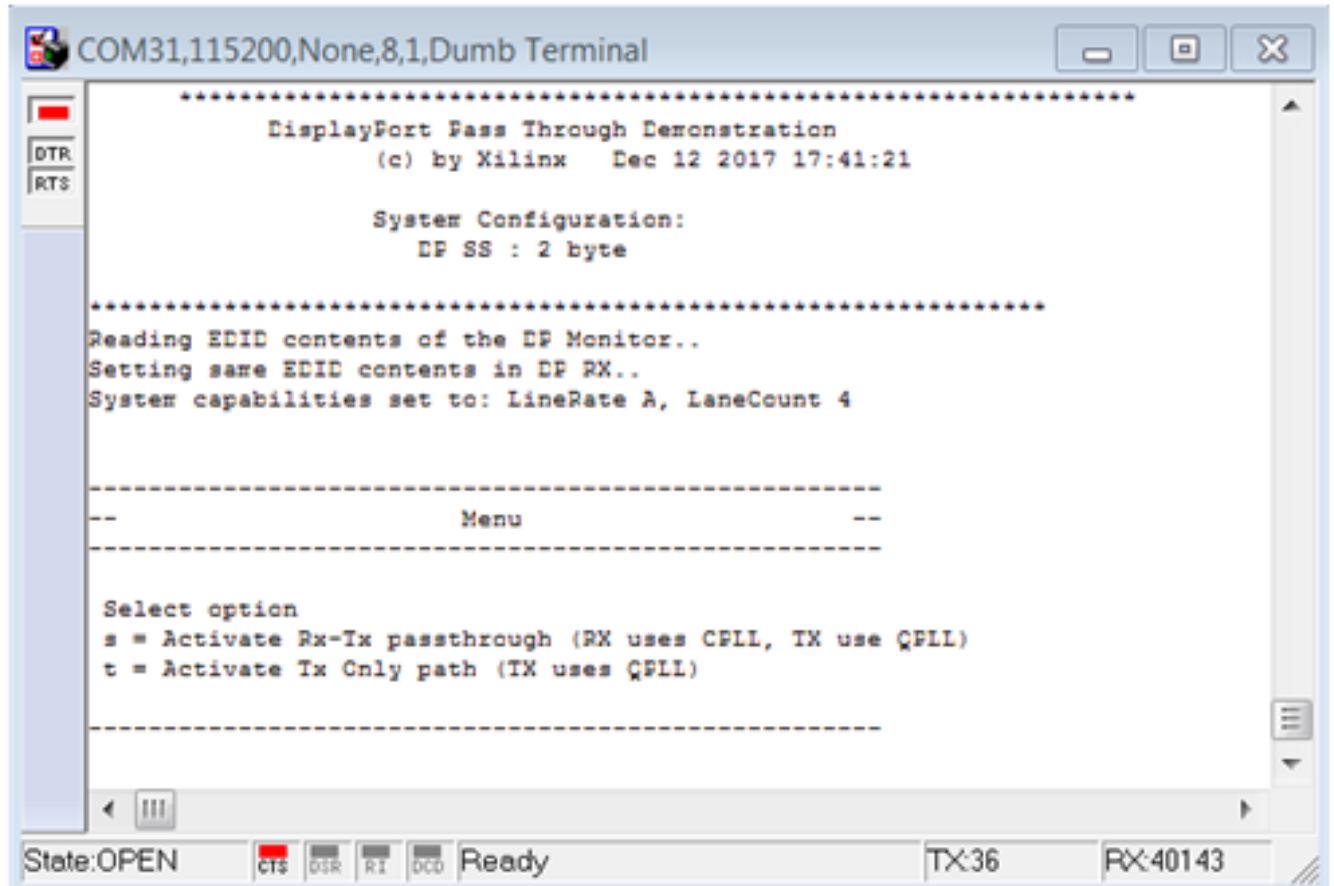 COM31,115200,None,8,1,Dumb Terminal
DTR
RTS
*****************************************************************
DisplayPort Pass Through Demonstration
(c) by Xilinx   Dec 12 2017 17:41:21
System Configuration:
DP SS : 2 byte
*****************************************************************
Reading EDID contents of the DP Monitor..
Setting same EDID contents in DP RX..
System capabilities set to: LineRate A, LaneCount 4
-----------------------------------------------------
--                       Menu                      --
-----------------------------------------------------
Select option
s = Activate Rx-Tx passthrough (RX uses CPLL, TX use QPLL)
t = Activate Tx Only path (TX uses QPLL)
-----------------------------------------------------
State:OPEN CTS DSR RI DCD Ready TX:36 RX:40143